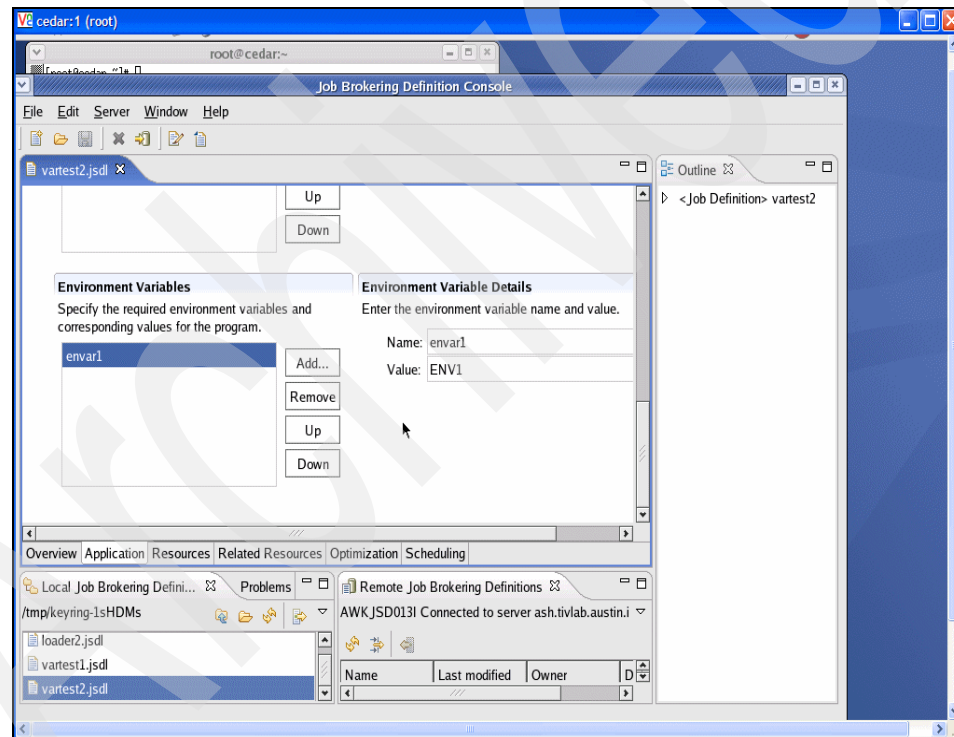 cedar:1 (root)
root@cedar:~
Job Brokering Definition Console
File Edit Server Window Help
vartest2.jsdl
Outline
Up
Down
<Job Definition> vartest2
Environment Variables
Specify the required environment variables and
corresponding values for the program.
envar1
Add...
Remove
Up
Down
Environment Variable Details
Enter the environment variable name and value.
Name: envar1
Value: ENV1
Overview Application Resources Related Resources Optimization Scheduling
Local Job Brokering Defini...
Problems
/tmp/keyring-1sHDMs
loader2.jsdl
vartest1.jsdl
vartest2.jsdl
Remote Job Brokering Definitions
AWKJSD013I Connected to server ash.tivlab.austin.i
Name Last modified Owner D